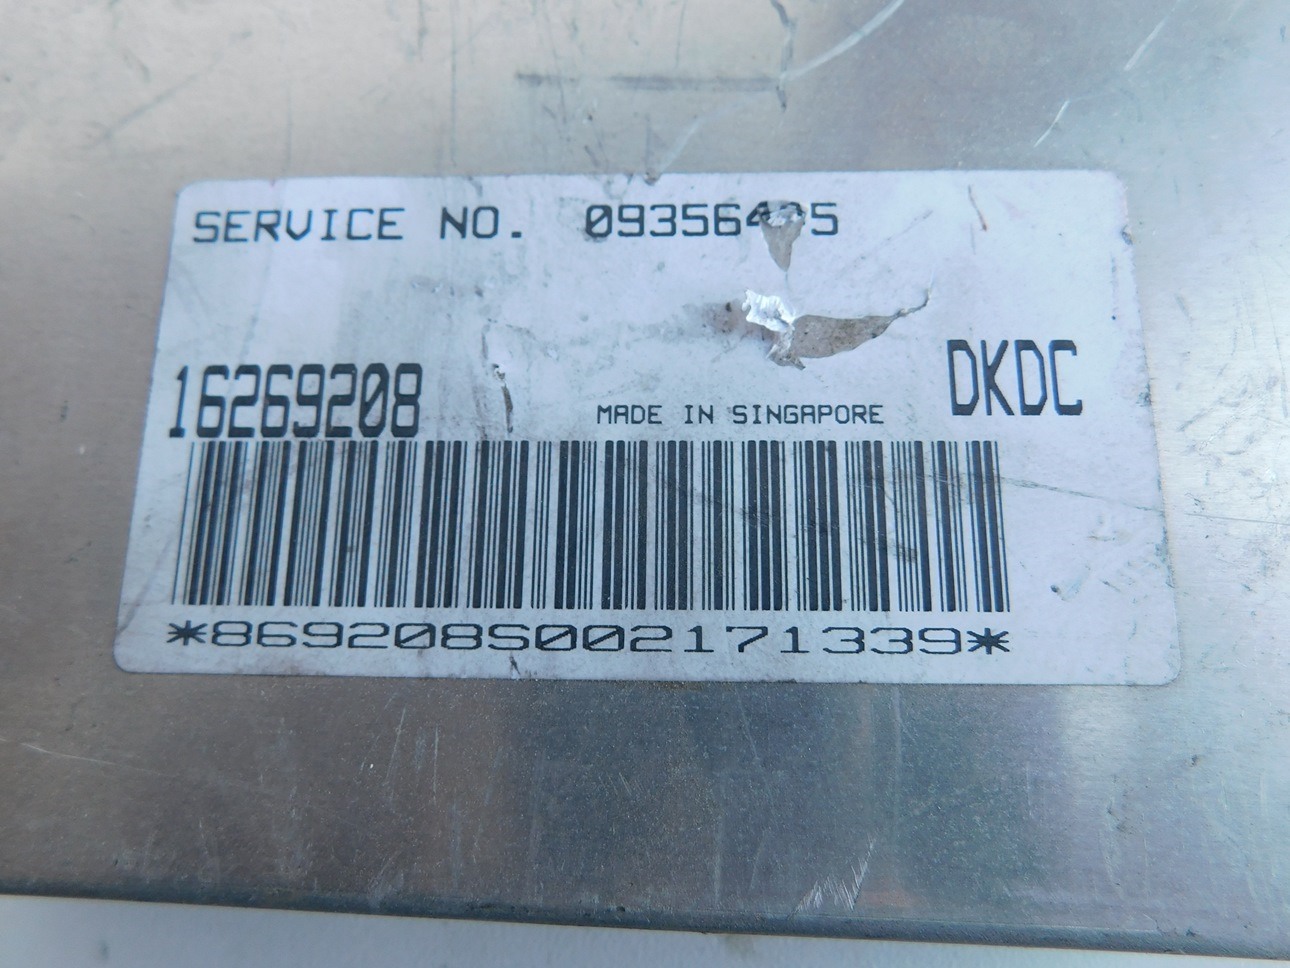 SERVICE NO.
16269208
MADE IN SINGAPORE
DKDC
*869208S002171339*